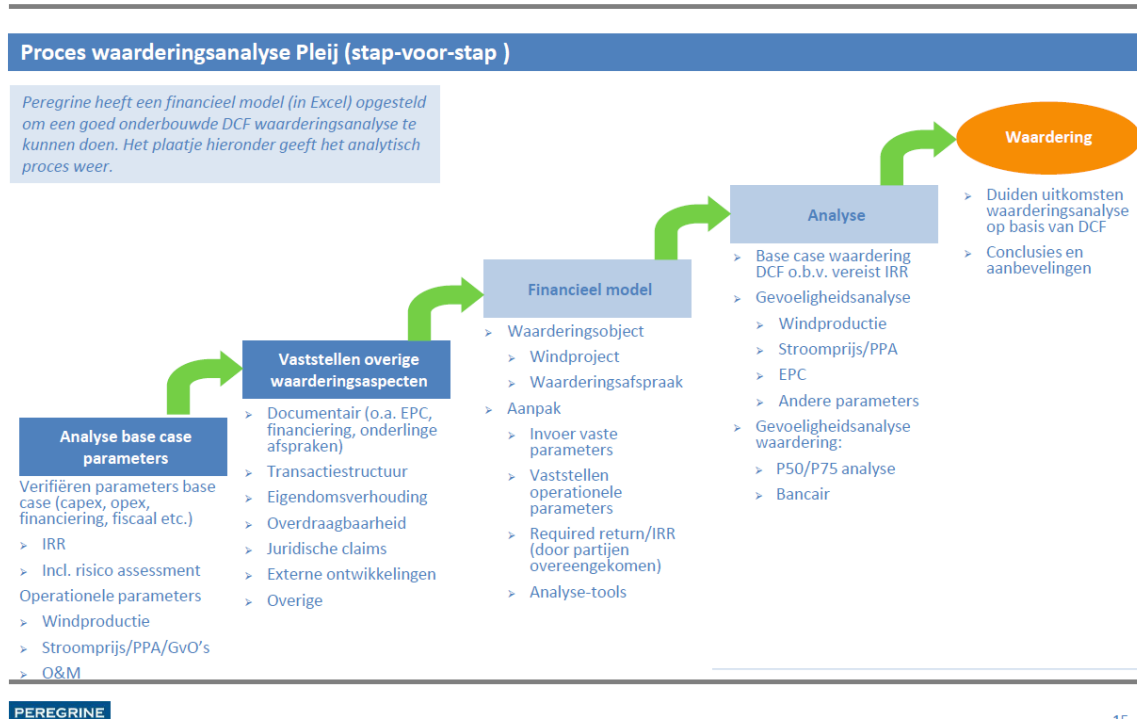 Proces waarderingsanalyse Pleij (stap-voor-stap )
Peregrine heeft een financieel model (in Excel) opgesteld
om een goed onderbouwde DCF waarderingsanalyse te
kunnen doen. Het plaatje hieronder geeft het analytisch
proces weer.
Analyse base case
parameters
Verifiëren parameters base
case (capex, opex,
financiering, fiscaal etc.)
➢ IRR
➢ Incl. risico assessment
Operationele parameters
➢ Windproductie
➢ Stroomprijs/PPA/GvO's
➢ O&M
Vaststellen overige
waarderingsaspecten
➢ Documentair (o.a. EPC,
financiering, onderlinge
afspraken)
➢ Transactiestructuur
➢ Eigendomsverhouding
➢ Overdraagbaarheid
➢ Juridische claims
➢ Externe ontwikkelingen
➢ Overige
Financieel model
➢ Waarderingsobject
➢ Windproject
➢ Waarderingsafspraak
➢ Aanpak
➢ Invoer vaste
parameters
➢ Vaststellen
operationele
parameters
➢ Required return/IRR
(door partijen
overeengekomen)
➢ Analyse-tools
Analyse
➢ Base case waardering
DCF o.b.v. vereist IRR
➢ Gevoeligheidsanalyse
➢ Windproductie
➢ Stroomprijs/PPA
➢ EPC
➢ Andere parameters
➢ Gevoeligheidsanalyse
waardering:
➢ P50/P75 analyse
➢ Bancair
Waardering
➢ Duiden uitkomsten
waarderingsanalyse
op basis van DCF
➢ Conclusies en
aanbevelingen
PEREGRINE